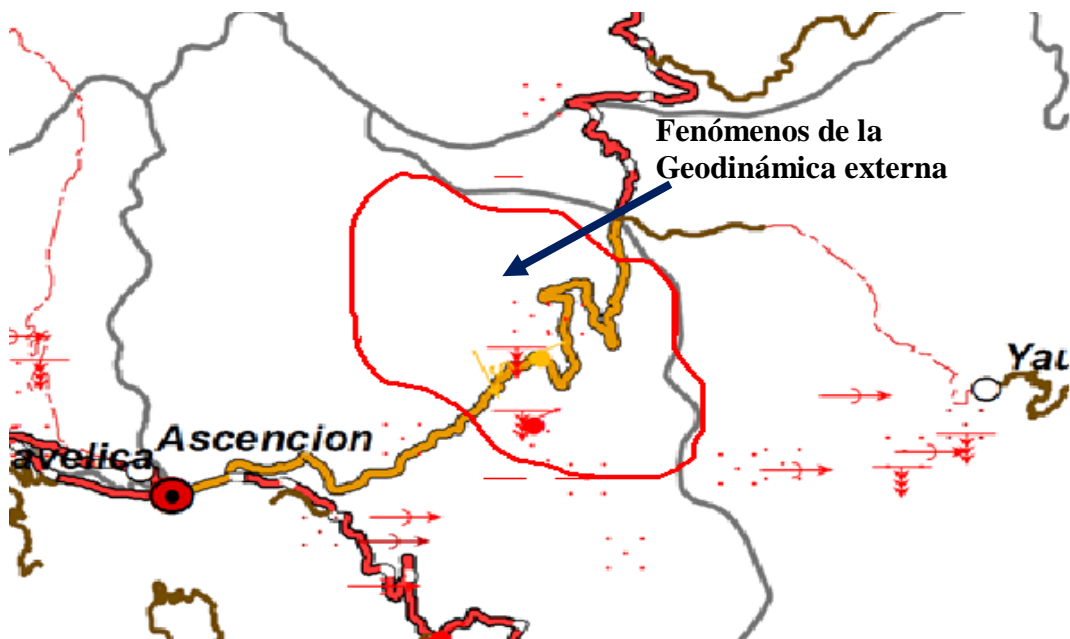 Fenómenos de la
Geodinámica externa
Yau
Ascencion
avelica